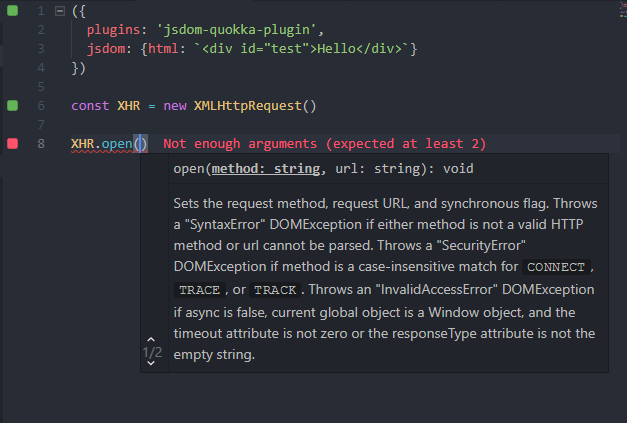 1 ({
2 plugins: 'jsdom-quokka-plugin',
3 jsdom: {html: `<div id="test">Hello</div>`}
4 })
5
6 const XHR = new XMLHttpRequest()
7
8 XHR.open() Not enough arguments (expected at least 2)
open(method: string, url: string): void
Sets the request method, request URL, and synchronous flag. Throws
a "SyntaxError" DOMException if either method is not a valid HTTP
method or url cannot be parsed. Throws a "SecurityError"
DOMException if method is a case-insensitive match for CONNECT,
TRACE, or TRACK. Throws an "InvalidAccessError" DOMException
if async is false, current global object is a Window object, and the
timeout attribute is not zero or the responseType attribute is not the
1/2
empty string.